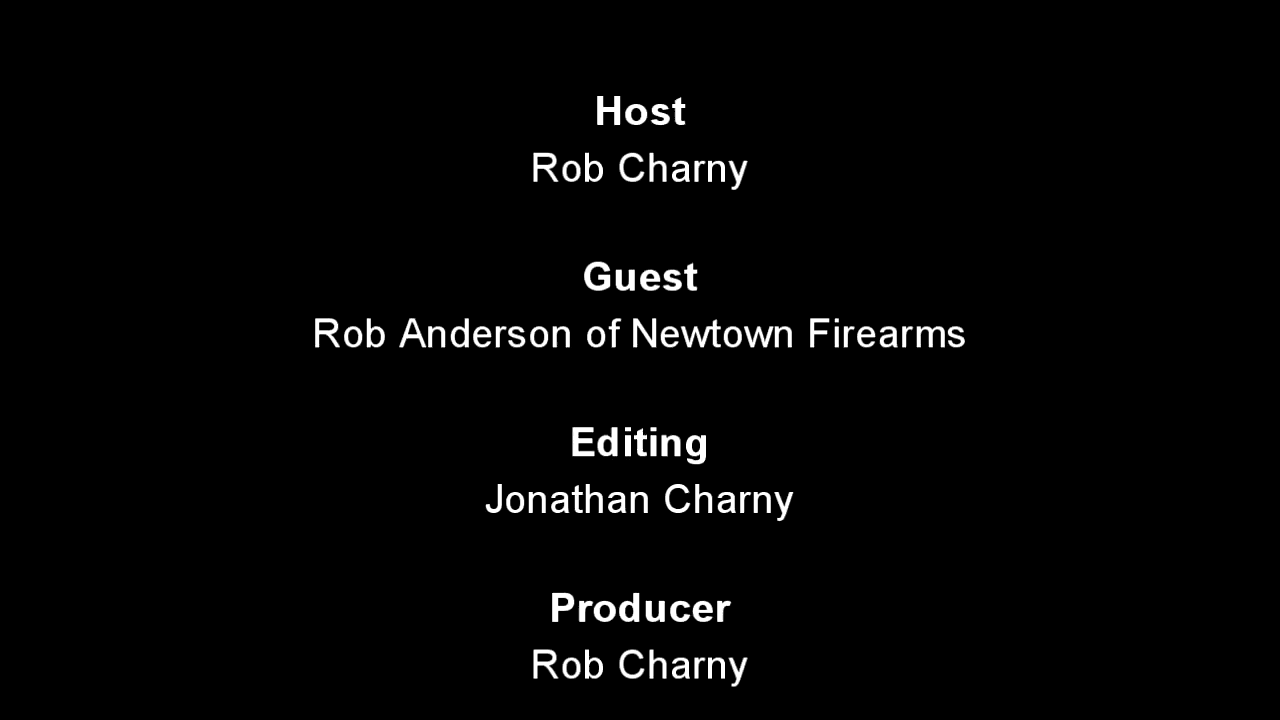 Host
Rob Charny
Guest
Rob Anderson of Newtown Firearms
Editing
Jonathan Charny
Producer
Rob Charny